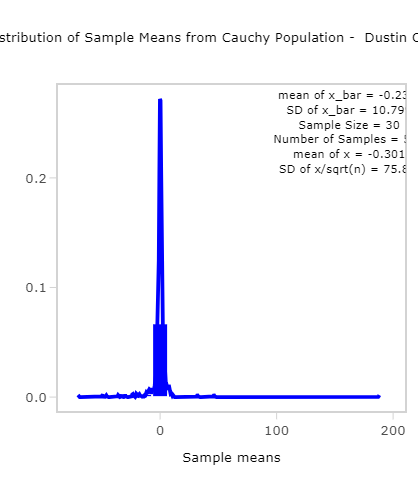 stribution of Sample Means from Cauchy Population - Dustin
mean of x_bar = -0.23
SD of x_bar = 10.79
Sample Size = 30
Number of Samples =
mean of x = -0.301
SD of x/sqrt(n) = 75.8
0.2
0.1
0.0
0
100
200
Sample means